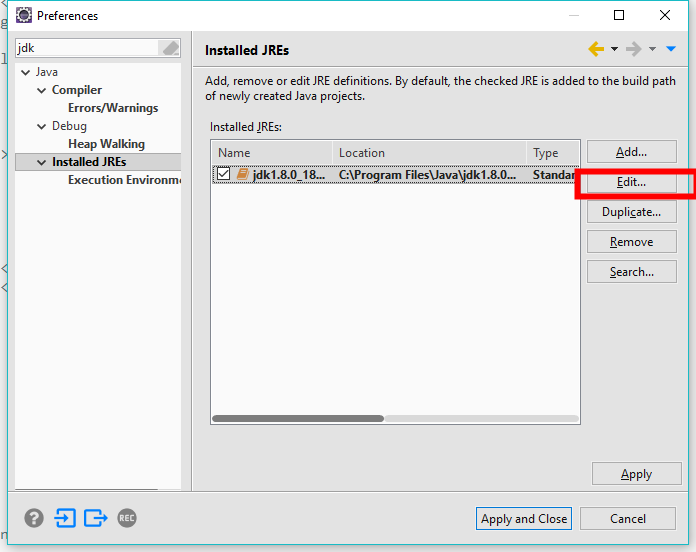 Preferences
jdk
Installed JREs
Java
Compiler
Errors/Warnings
Debug
Heap Walking
Installed JREs
Execution Environme
Add, remove or edit JRE definitions. By default, the checked JRE is added to the build path
of newly created Java projects.
Installed JREs:
Name Location Type
jdk1.8.0_18... C:\Program Files\Java\jdk1.8.0... Standar
Add...
Edit...
Duplicate...
Remove
Search...
Apply
REC
Apply and Close Cancel